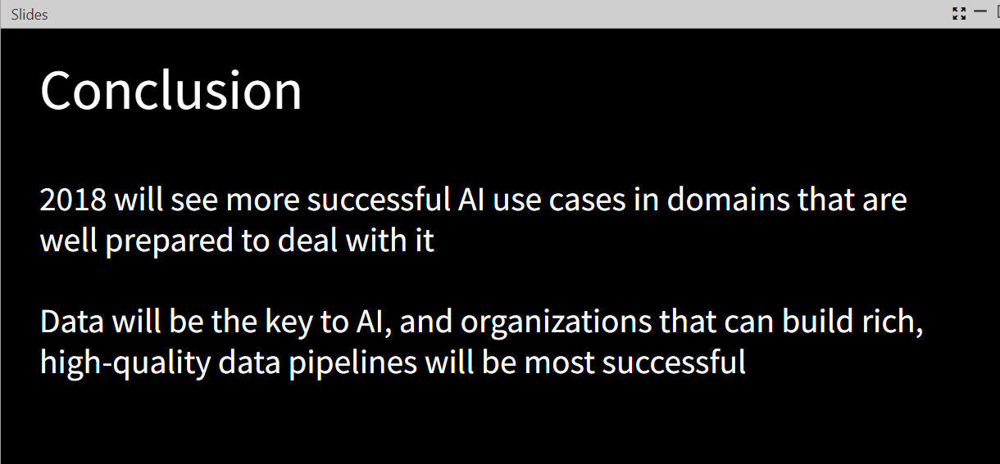 Slides
Conclusion
2018 will see more successful AI use cases in domains that are
well prepared to deal with it
Data will be the key to AI, and organizations that can build rich,
high-quality data pipelines will be most successful